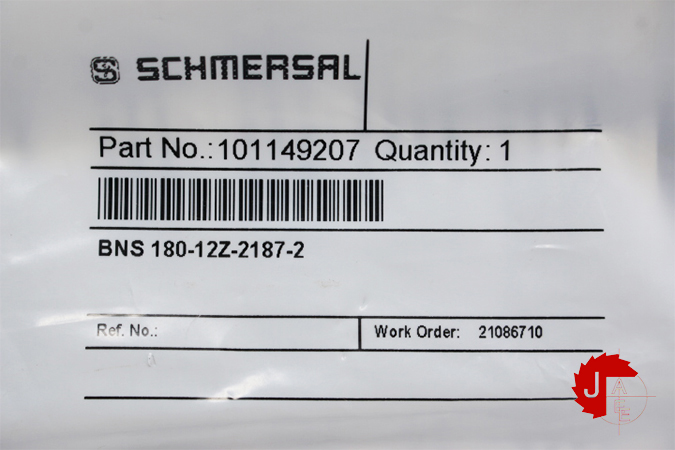 SCHMERSAL
Part No.:101149207 Quantity: 1
BNS 180-12Z-2187-2
Ref. No.:
Work Order: 21086710
J